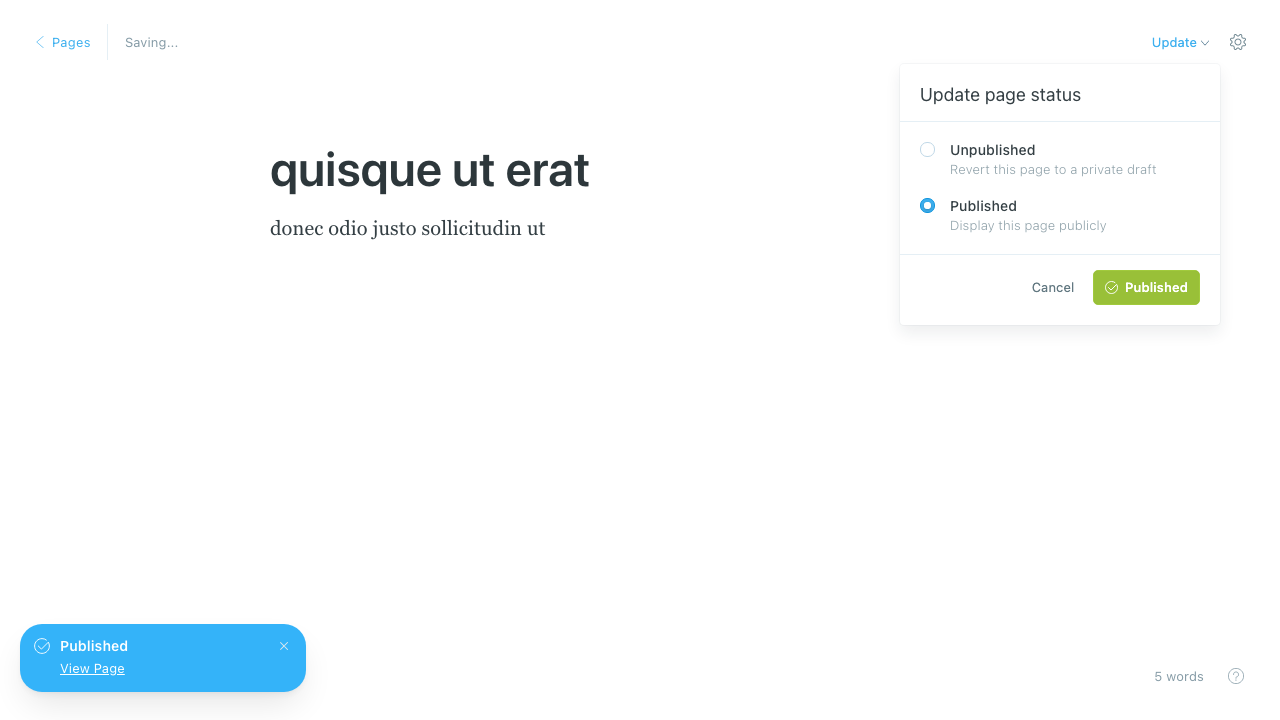 Pages
Saving...
Update
Update page status
Unpublished
Revert this page to a private draft
Published
Display this page publicly
Cancel
Published
quisque ut erat
donec odio justo sollicitudin ut
Published
View Page
5 words